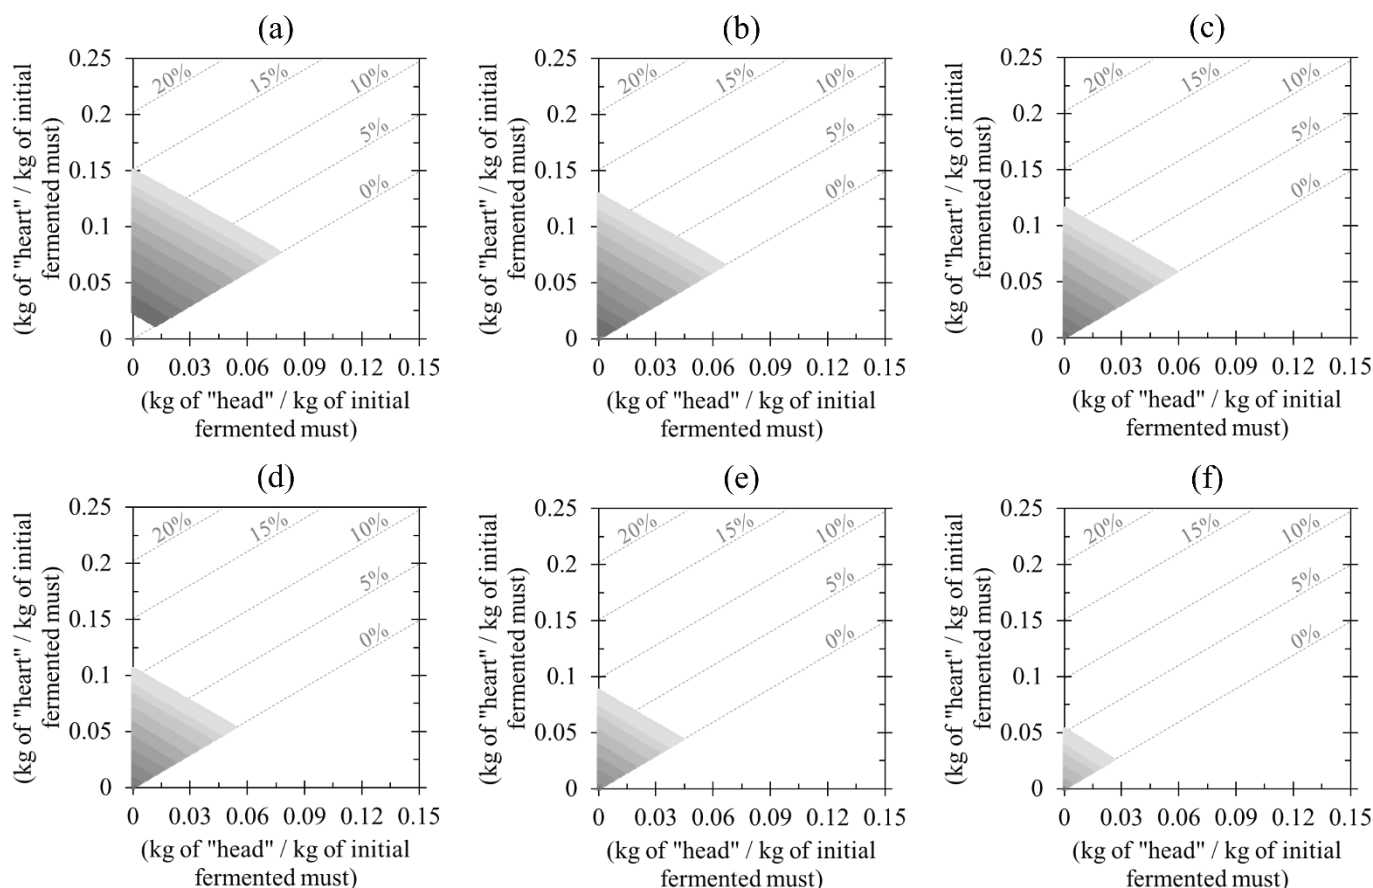 (a)
(kg of "heart" / kg of initial
fermented must)
0.25
0.2
0.15
0.1
0.05
0
20%
15%
10%
5%
0%
0 0.03 0.06 0.09 0.12 0.15
(kg of "head" / kg of initial
fermented must)
(b)
(kg of "heart" / kg of initial
fermented must)
0.25
0.2
0.15
0.1
0.05
0
20%
15%
10%
5%
0%
0 0.03 0.06 0.09 0.12 0.15
(kg of "head" / kg of initial
fermented must)
(c)
(kg of "heart" / kg of initial
fermented must)
0.25
0.2
0.15
0.1
0.05
0
20%
15%
10%
5%
0%
0 0.03 0.06 0.09 0.12 0.15
(kg of "head" / kg of initial
fermented must)
(d)
(kg of "heart" / kg of initial
fermented must)
0.25
0.2
0.15
0.1
0.05
0
20%
15%
10%
5%
0%
0 0.03 0.06 0.09 0.12 0.15
(kg of "head" / kg of initial
fermented must)
(e)
(kg of "heart" / kg of initial
fermented must)
0.25
0.2
0.15
0.1
0.05
0
20%
15%
10%
5%
0%
0 0.03 0.06 0.09 0.12 0.15
(kg of "head" / kg of initial
fermented must)
(f)
(kg of "heart" / kg of initial
fermented must)
0.25
0.2
0.15
0.1
0.05
0
20%
15%
10%
5%
0%
0 0.03 0.06 0.09 0.12 0.15
(kg of "head" / kg of initial
fermented must)